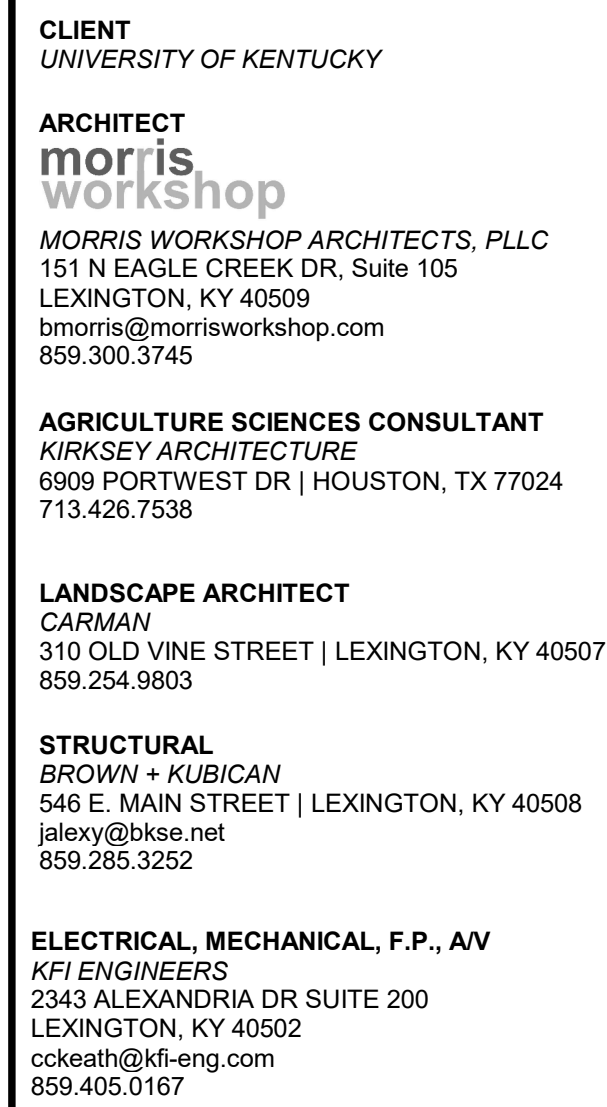 CLIENT
UNIVERSITY OF KENTUCKY
ARCHITECT
morris
workshop
MORRIS WORKSHOP ARCHITECTS, PLLC
151 N EAGLE CREEK DR, Suite 105
LEXINGTON, KY 40509
bmorris@morrisworkshop.com
859.300.3745
AGRICULTURE SCIENCES CONSULTANT
KIRKSEY ARCHITECTURE
6909 PORTWEST DR | HOUSTON, TX 77024
713.426.7538
LANDSCAPE ARCHITECT
CARMAN
310 OLD VINE STREET | LEXINGTON, KY 40507
859.254.9803
STRUCTURAL
BROWN + KUBICAN
546 E. MAIN STREET | LEXINGTON, KY 40508
jalexy@bkse.net
859.285.3252
ELECTRICAL, MECHANICAL, F.P., A/V
KFI ENGINEERS
2343 ALEXANDRIA DR SUITE 200
LEXINGTON, KY 40502
cckeath@kfi-eng.com
859.405.0167